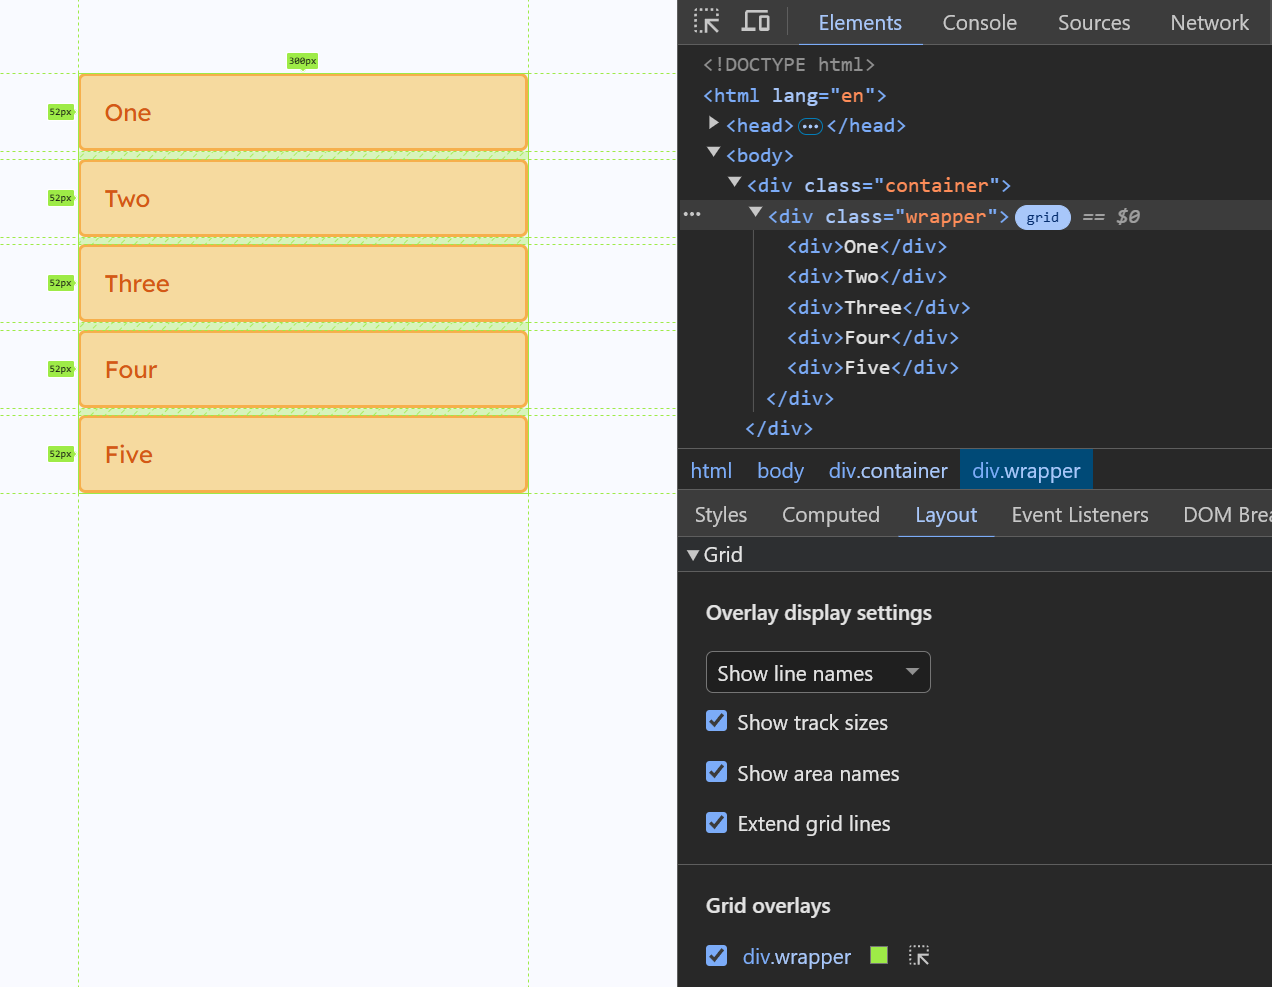 300px
52px
One
52px
Two
52px
Three
52px
Four
52px
Five
Elements Console Sources Network
<!DOCTYPE html>
<html lang="en">
<head>…</head>
<body>
<div class="container">
… <div class="wrapper"> grid == $0
<div>One</div>
<div>Two</div>
<div>Three</div>
<div>Four</div>
<div>Five</div>
</div>
</div>
html body div.container div.wrapper
Styles Computed Layout Event Listeners DOM Brea
Grid
Overlay display settings
Show line names
Show track sizes
Show area names
Extend grid lines
Grid overlays
div.wrapper